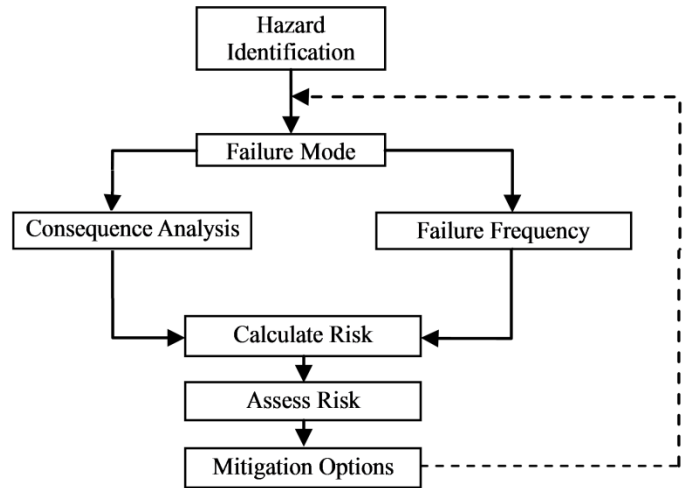 Hazard
Identification
Failure Mode
Consequence Analysis
Failure Frequency
Calculate Risk
Assess Risk
Mitigation Options